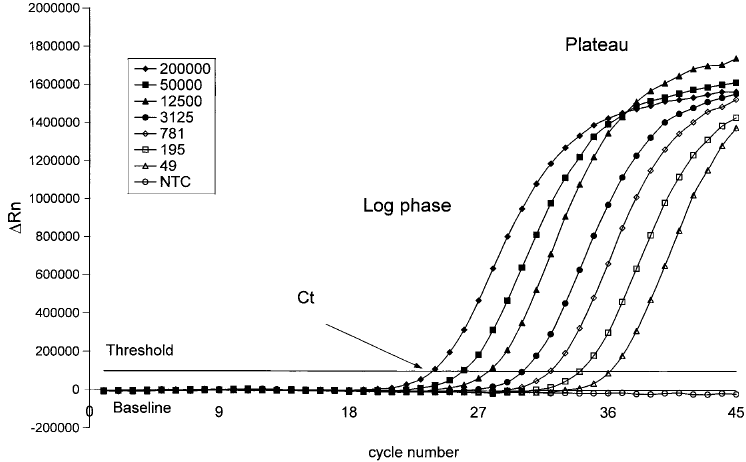 2000000
1800000
1600000
1400000
1200000
1000000
800000
600000
400000
200000
0
-200000
ΔRn
200000
50000
12500
3125
781
195
49
NTC
Plateau
Log phase
Ct
Threshold
Baseline
0 9 18 27 36 45
cycle number